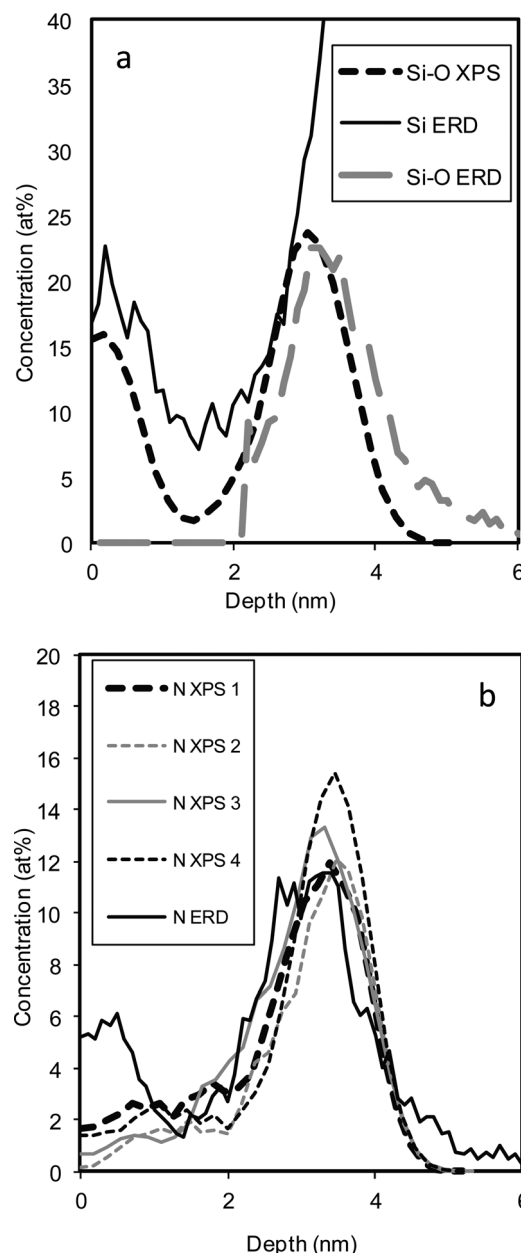 a
40
35
30
25
20
15
10
5
0
Concentration (at%)
Si-O XPS
Si ERD
Si-O ERD
0 2 4 6
Depth (nm)
b
20
18
16
14
12
10
8
6
4
2
0
Concentration (at%)
N XPS 1
N XPS 2
N XPS 3
N XPS 4
N ERD
0 2 4 6
Depth (nm)